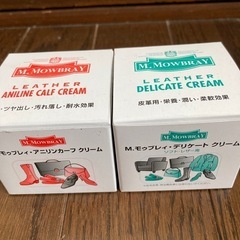 M. MOWBRAY
LEATHER
ANILINE CALF CREAM
ツヤ出し・汚れ落し・耐水効果
M. MOWBRAY
M.モゥブレィ・アニリンカーフ クリーム
M. MOWBRAY
LEATHER
DELICATE CREAM
皮革用・栄養・潤い・柔軟効果
M. MOWBRAY
M.モゥブレィ・デリケート クリーム